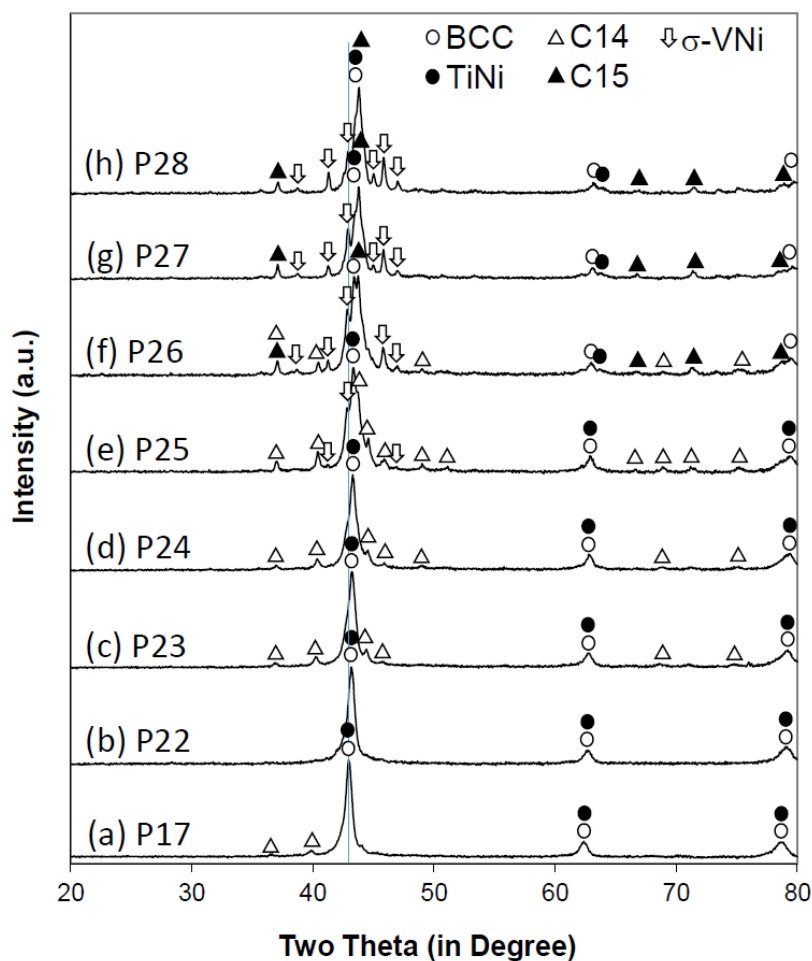 BCC C14 σ-VNi
TiNi C15
(h) P28
(g) P27
(f) P26
(e) P25
(d) P24
(c) P23
(b) P22
(a) P17
Intensity (a.u.)
20 30 40 50 60 70 80
Two Theta (in Degree)